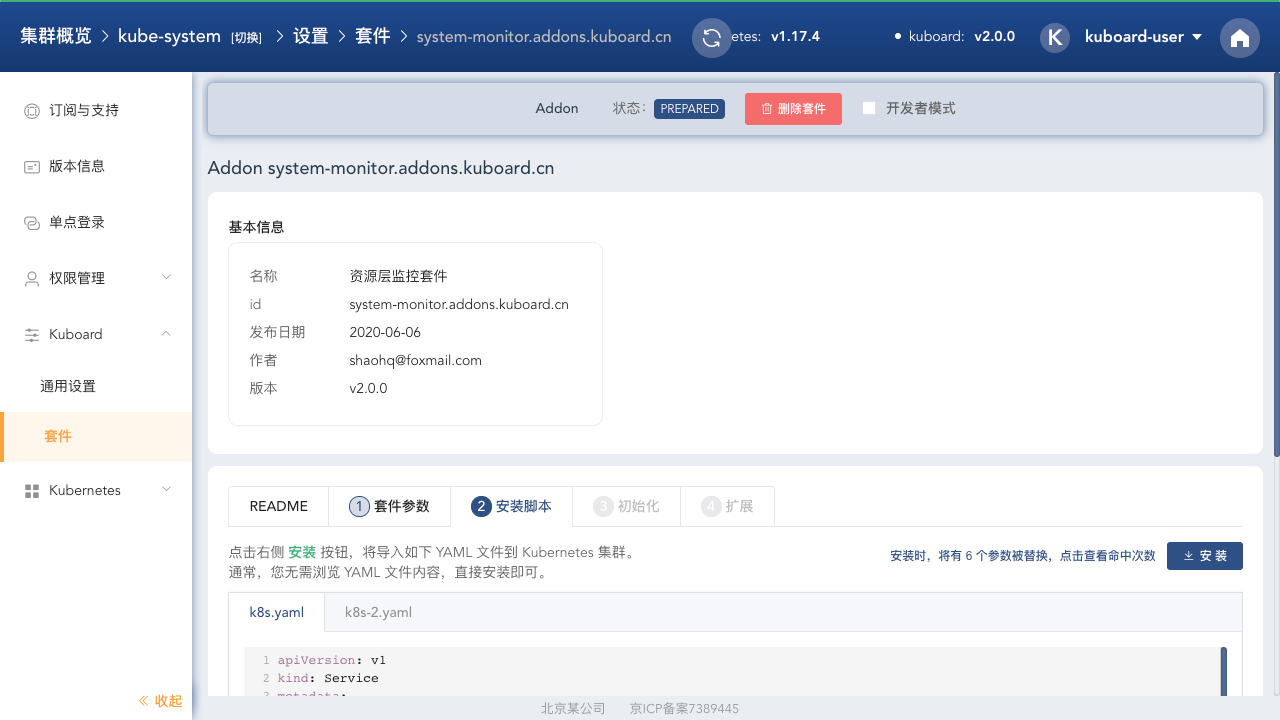 集群概览 > kube-system [切换] > 设置 > 套件 > system-monitor.addons.kuboard.cn etes: v1.17.4 • kuboard: v2.0.0 K kuboard-user
订阅与支持
版本信息
单点登录
权限管理
Kuboard
通用设置
套件
Kubernetes
收起
Addon 状态: PREPARED 删除套件 开发者模式
Addon system-monitor.addons.kuboard.cn
基本信息
名称 资源层监控套件
id system-monitor.addons.kuboard.cn
发布日期 2020-06-06
作者 shaohq@foxmail.com
版本 v2.0.0
README 1 套件参数 2 安装脚本 3 初始化 4 扩展
点击右侧 安装 按钮，将导入如下 YAML 文件到 Kubernetes 集群。
通常，您无需浏览 YAML 文件内容，直接安装即可。
安装时，将有 6 个参数被替换，点击查看命中次数 安 装
k8s.yaml k8s-2.yaml
1 apiVersion: v1
2 kind: Service
3 metadata:
北京某公司 京ICP备案7389445